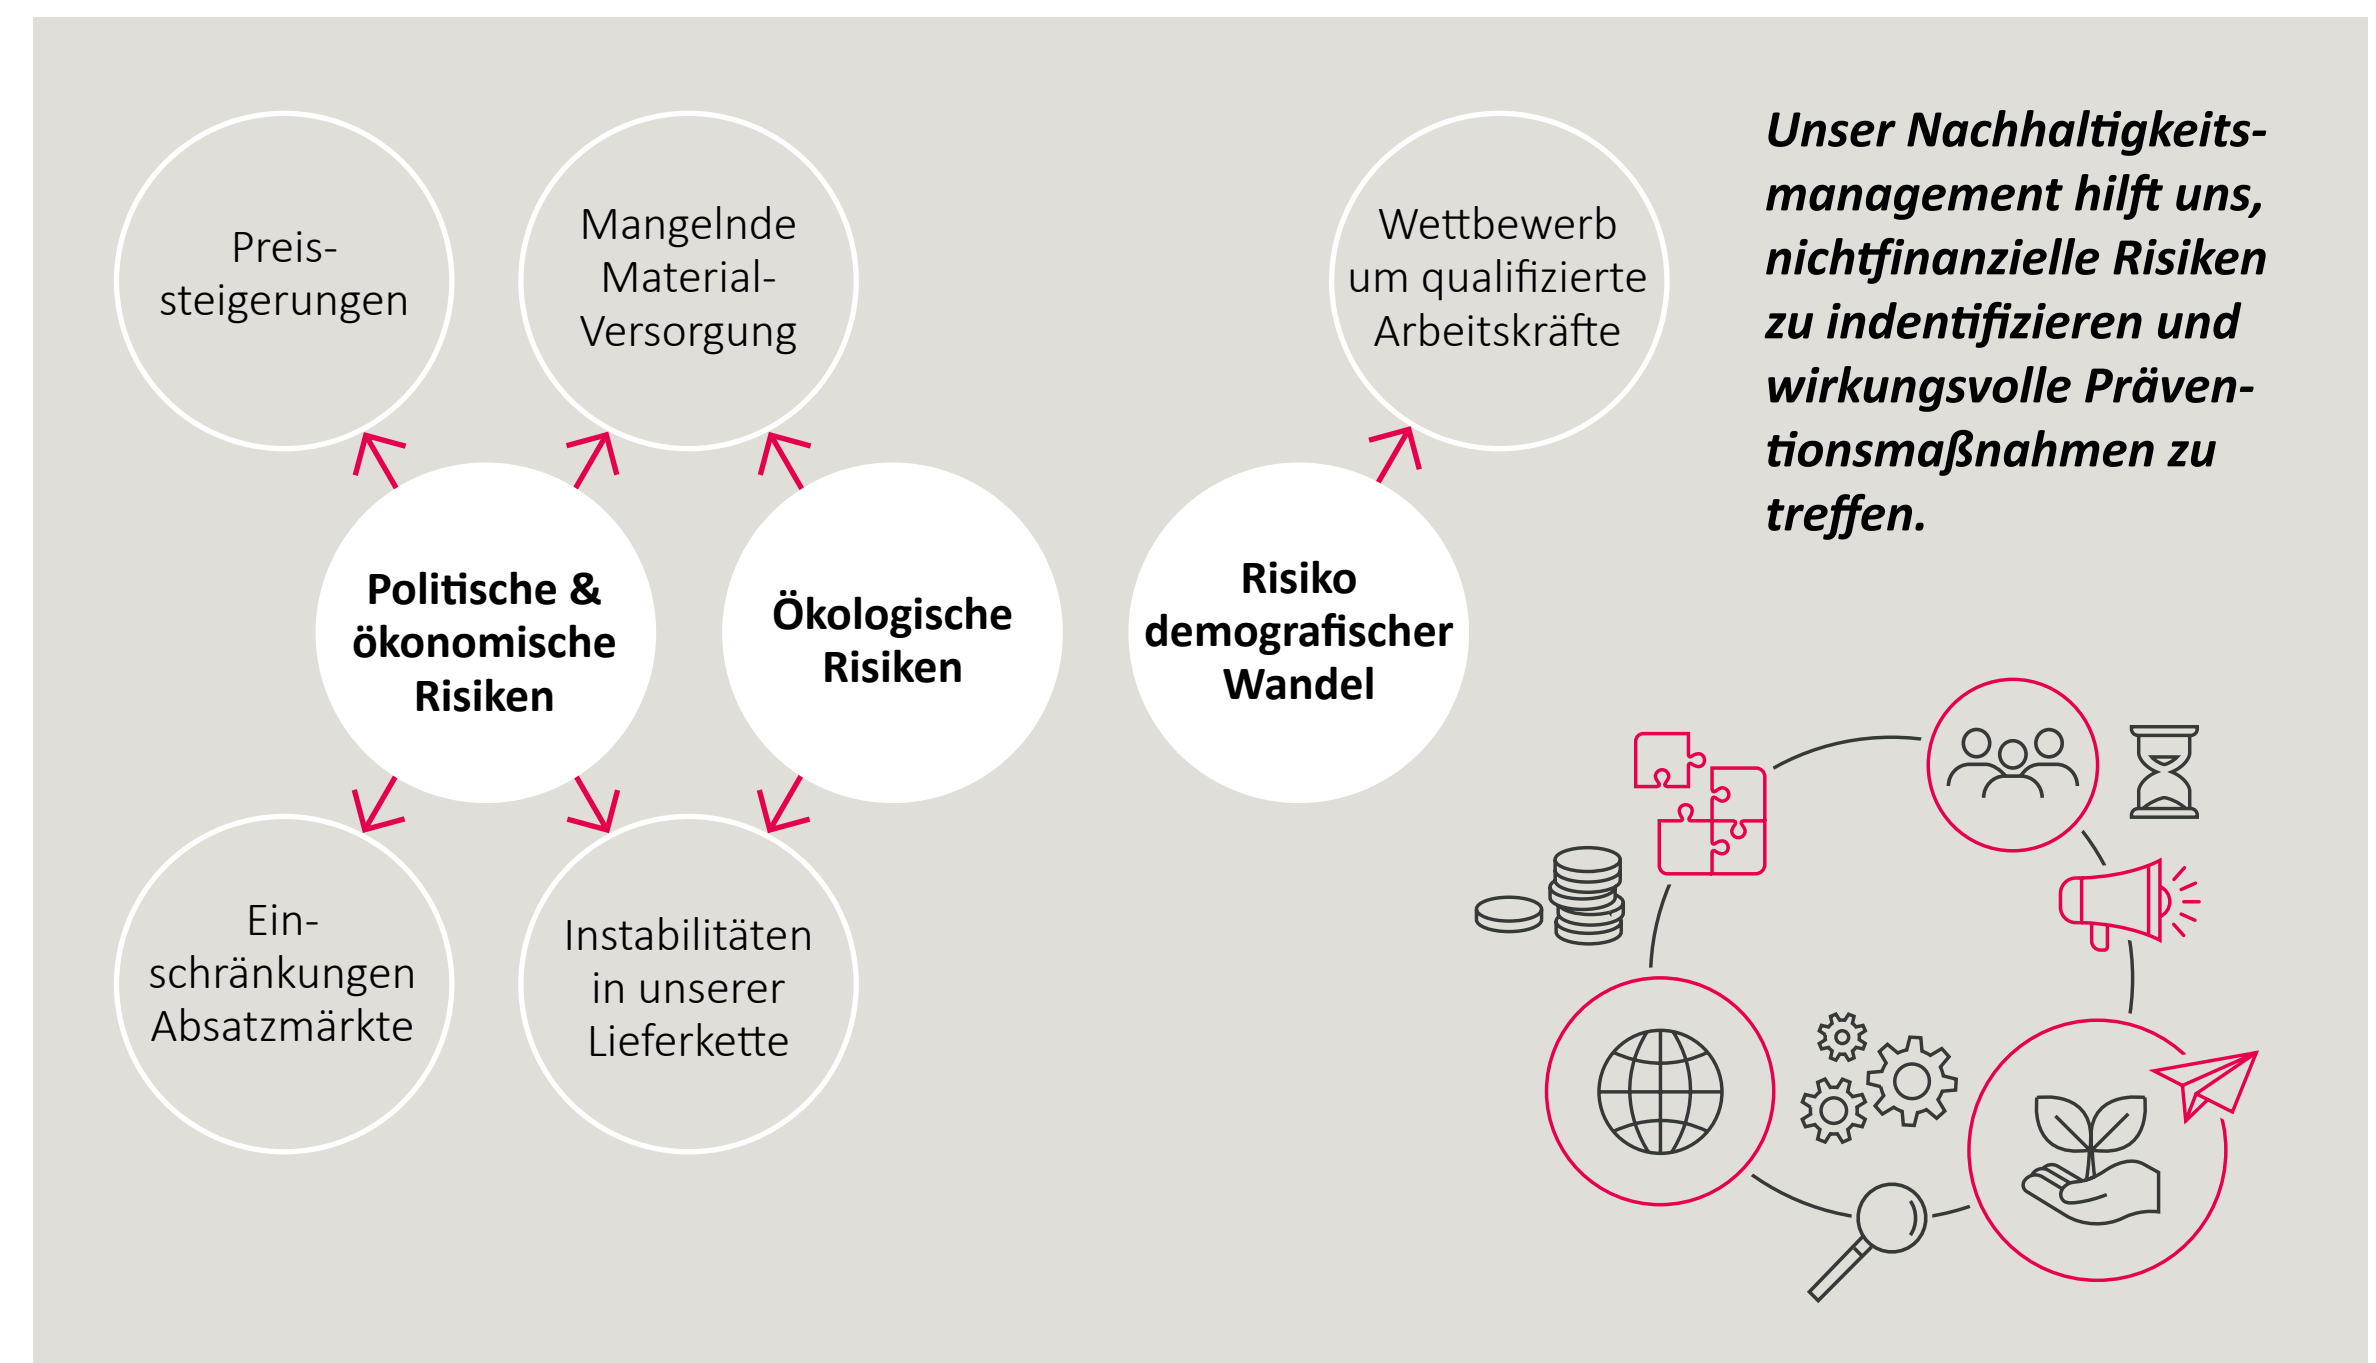 Preis-
steigerungen
Mangelnde
Material-
Versorgung
Wettbewerb
um qualifizierte
Arbeitskräfte
Unser Nachhaltigkeits-
management hilft uns,
nichtfinanzielle Risiken
zu indentifizieren und
wirkungsvolle Präven-
tionsmaßnahmen zu
treffen.
Politische &
ökonomische
Risiken
Ökologische
Risiken
Risiko
demografischer
Wandel
Ein-
schränkungen
Absatzmärkte
Instabilitäten
in unserer
Lieferkette